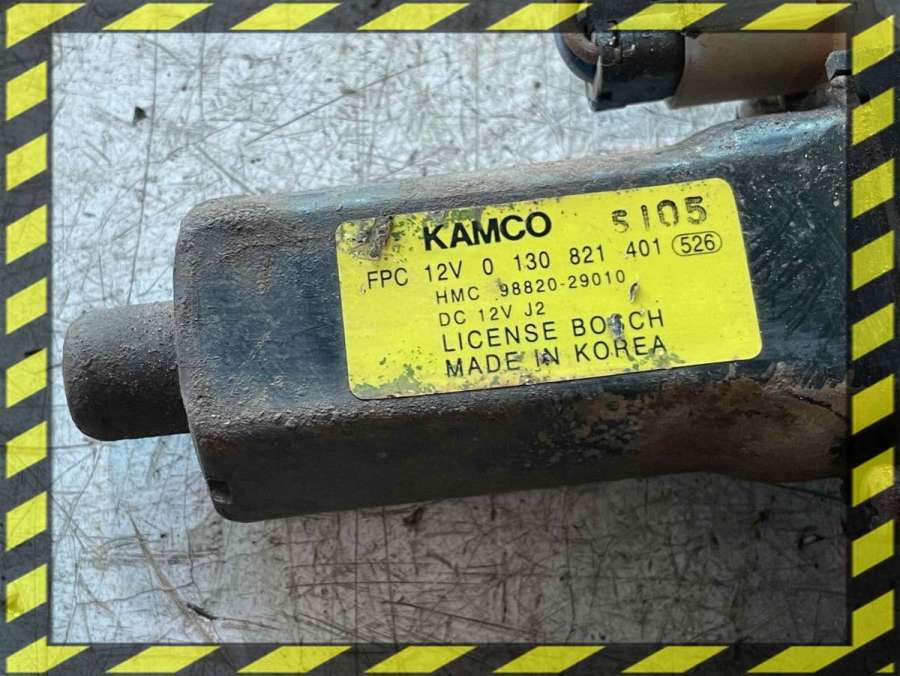 KAMCO S105
FPC 12V 0 130 821 401 526
HMC 98820-29010
DC 12V J2
LICENSE BOSCH
MADE IN KOREA